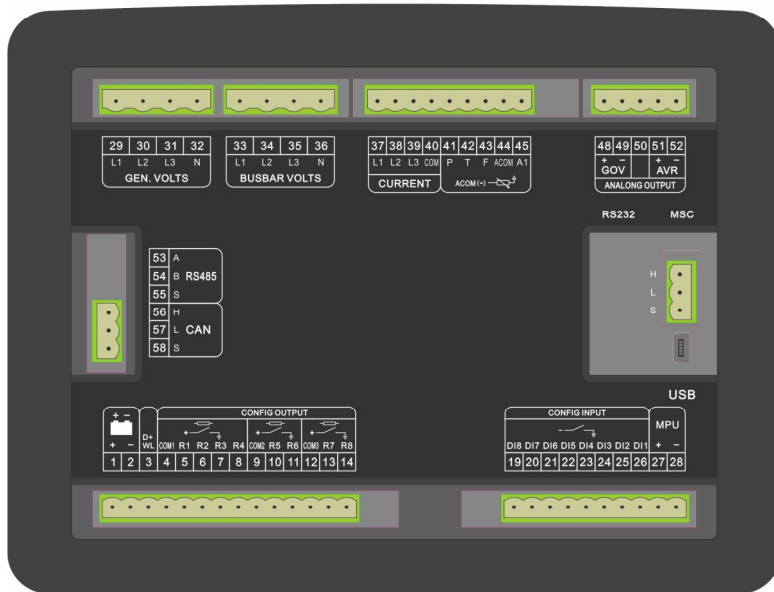 29 30 31 32
L1 L2 L3 N
GEN. VOLTS
33 34 35 36
L1 L2 L3 N
BUSBAR VOLTS
37 38 39 40 41 42 43 44 45
L1 L2 L3 COM P T F ACOM A1
CURRENT
ACOM (-)
48 49 50 51 52
+ - + -
GOV AVR
ANALONG OUTPUT
RS232 MSC
H
L
S
USB
53 A
54 B RS485
55 S
56 H
57 L CAN
58 S
+ -
+ -
D+
WL
CONFIG OUTPUT
+ + +
COM1 R1 R2 R3 R4 COM2 R5 R6 COM3 R7 R8
1 2 3 4 5 6 7 8 9 10 11 12 13 14
CONFIG INPUT
MPU
DI8 DI7 DI6 DI5 DI4 DI3 DI2 DI1 + -
19 20 21 22 23 24 25 26 27 28